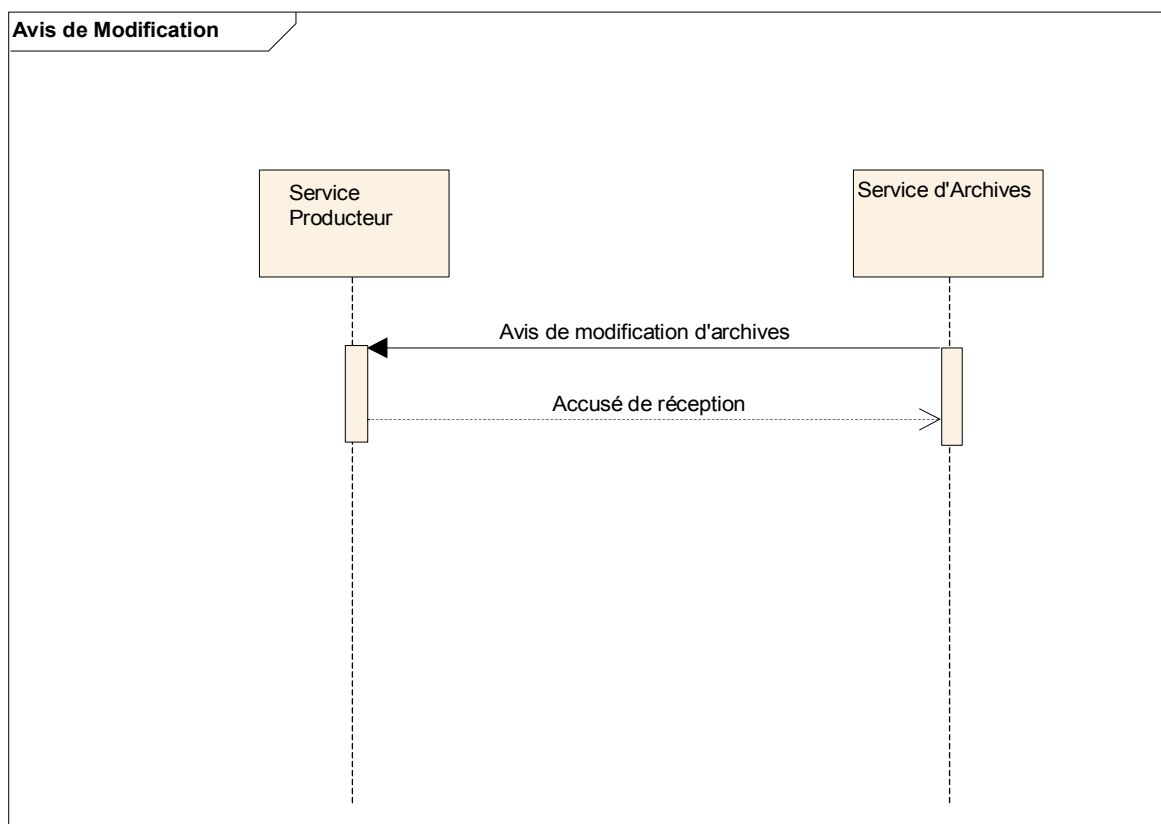 Avis de Modification
Service
Producteur
Service d'Archives
Avis de modification d'archives
Accusé de réception